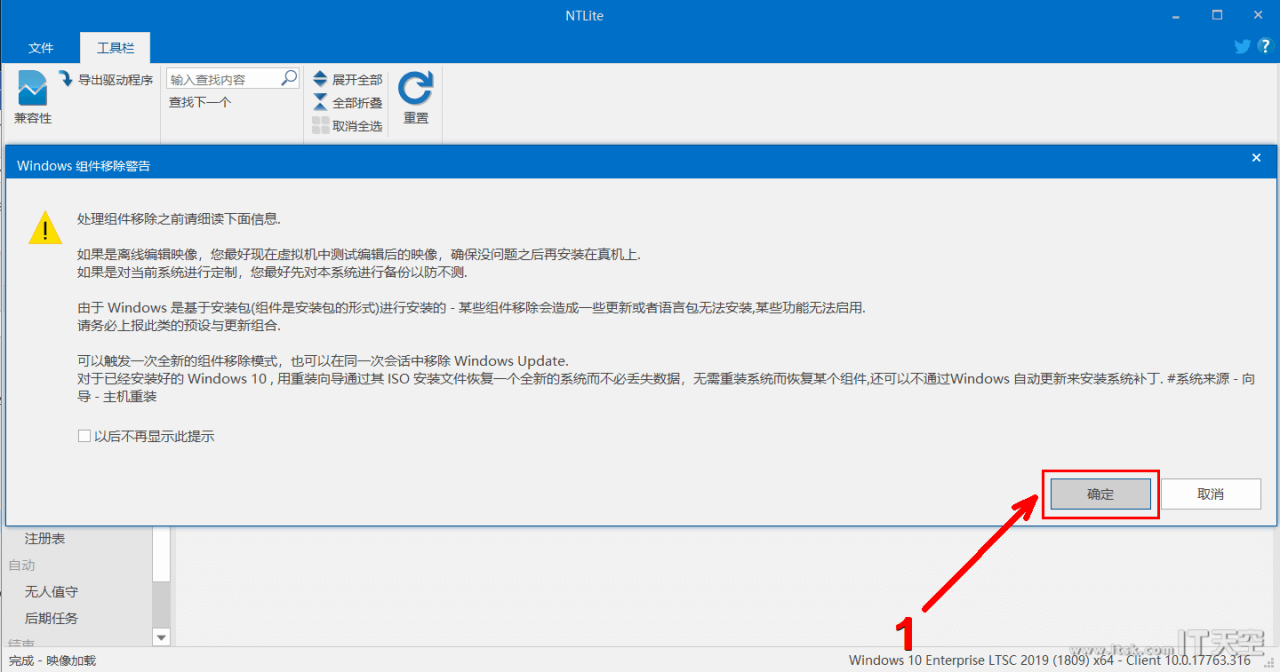 NTLite
文件
工具栏
兼容性
导出驱动程序
输入查找内容
查找下一个
展开全部
全部折叠
取消全选
重置
Windows 组件移除警告
处理组件移除之前请细读下面信息.
如果是离线编辑映像，您最好现在虚拟机中测试编辑后的映像，确保没问题之后再安装在真机上.
如果是对当前系统进行定制，您最好先对本系统进行备份以防不测.
由于 Windows 是基于安装包(组件是安装包的形式)进行安装的 - 某些组件移除会造成一些更新或者语言包无法安装,某些功能无法启用.
请务必上报此类的预设与更新组合.
可以触发一次全新的组件移除模式，也可以在同一次会话中移除 Windows Update.
对于已经安装好的 Windows 10 , 用重装向导通过其 ISO 安装文件恢复一个全新的系统而不必丢失数据，无需重装系统而恢复某个组件,还可以不通过Windows 自动更新来安装系统补丁. #系统来源 - 向
导 - 主机重装
以后不再显示此提示
确定
取消
注册表
自动
无人值守
后期任务
结束
1
www.itsk.com IT天空
完成 - 映像加载
Windows 10 Enterprise LTSC 2019 (1809) x64 - Client 10.0.17763.316